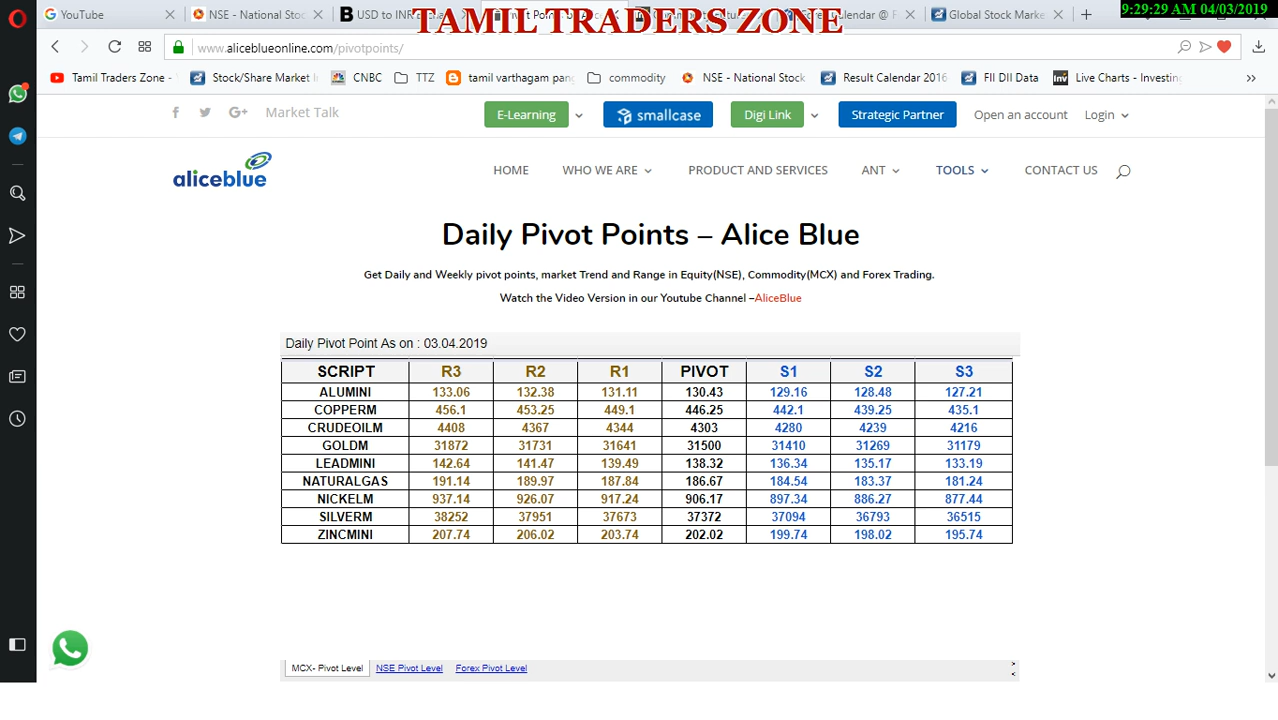 9:29:29 AM 04/03/2019
TAMIL TRADERS ZONE
YouTube
NSE - National Stoc
USD to INR
Calendar @ F
Global Stock Marke
www.aliceblueonline.com/pivotpoints/
Tamil Traders Zone -
Stock/Share Market I
CNBC
TTZ
tamil varthagam pan
commodity
NSE - National Stock
Result Calendar 2016
FII DII Data
Live Charts - Investin
Market Talk
E-Learning
smallcase
Digi Link
Strategic Partner
Open an account
Login
aliceblue
HOME
WHO WE ARE
PRODUCT AND SERVICES
ANT
TOOLS
CONTACT US
Daily Pivot Points – Alice Blue
Get Daily and Weekly pivot points, market Trend and Range in Equity(NSE), Commodity(MCX) and Forex Trading.
Watch the Video Version in our Youtube Channel –AliceBlue
Daily Pivot Point As on : 03.04.2019
SCRIPT R3 R2 R1 PIVOT S1 S2 S3
ALUMINI 133.06 132.38 131.11 130.43 129.16 128.48 127.21
COPPERM 456.1 453.25 449.1 446.25 442.1 439.25 435.1
CRUDEOILM 4408 4367 4344 4303 4280 4239 4216
GOLDM 31872 31731 31641 31500 31410 31269 31179
LEADMINI 142.64 141.47 139.49 138.32 136.34 135.17 133.19
NATURALGAS 191.14 189.97 187.84 186.67 184.54 183.37 181.24
NICKELM 937.14 926.07 917.24 906.17 897.34 886.27 877.44
SILVERM 38252 37951 37673 37372 37094 36793 36515
ZINCMINI 207.74 206.02 203.74 202.02 199.74 198.02 195.74
MCX- Pivot Level
NSE Pivot Level
Forex Pivot Level